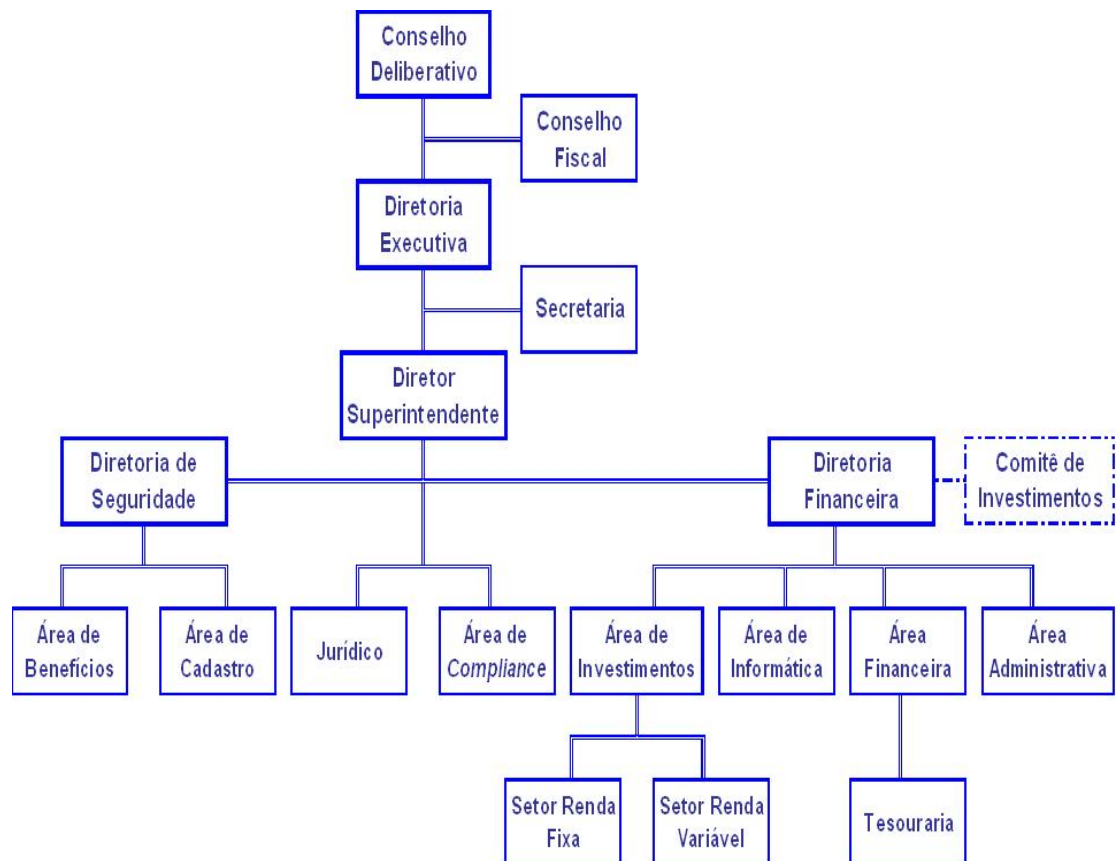 Conselho
Deliberativo
Conselho
Fiscal
Diretoria
Executiva
Secretaria
Diretor
Superintendente
Diretoria de
Seguridade
Diretoria
Financeira
Comitê de
Investimentos
Área de
Benefícios
Área de
Cadastro
Jurídico
Área de
Compliance
Área de
Investimentos
Área de
Informática
Área
Financeira
Área
Administrativa
Setor Renda
Fixa
Setor Renda
Variável
Tesouraria